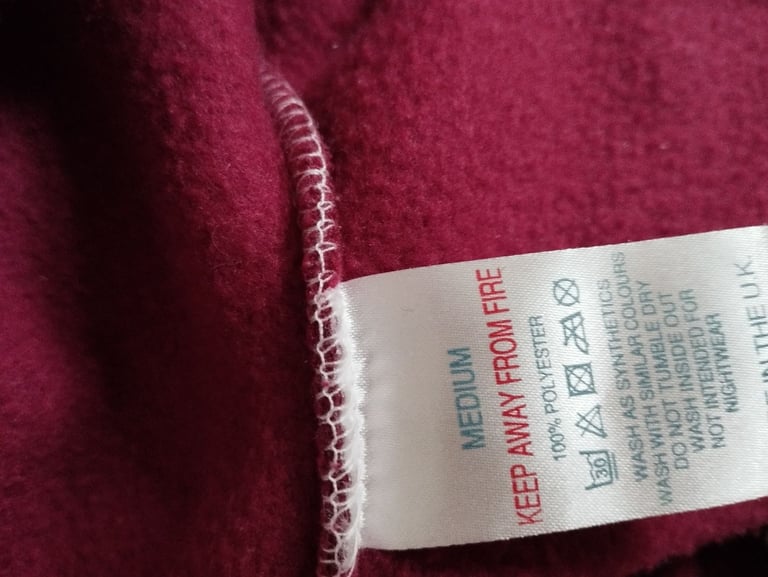 MEDIUM
KEEP AWAY FROM FIRE
100% POLYESTER
30
WASH AS SYNTHETICS
WASH WITH SIMILAR COLOURS
DO NOT TUMBLE DRY
WASH INSIDE OUT
NOT INTENDED FOR
NIGHTWEAR
IN THE U.K.